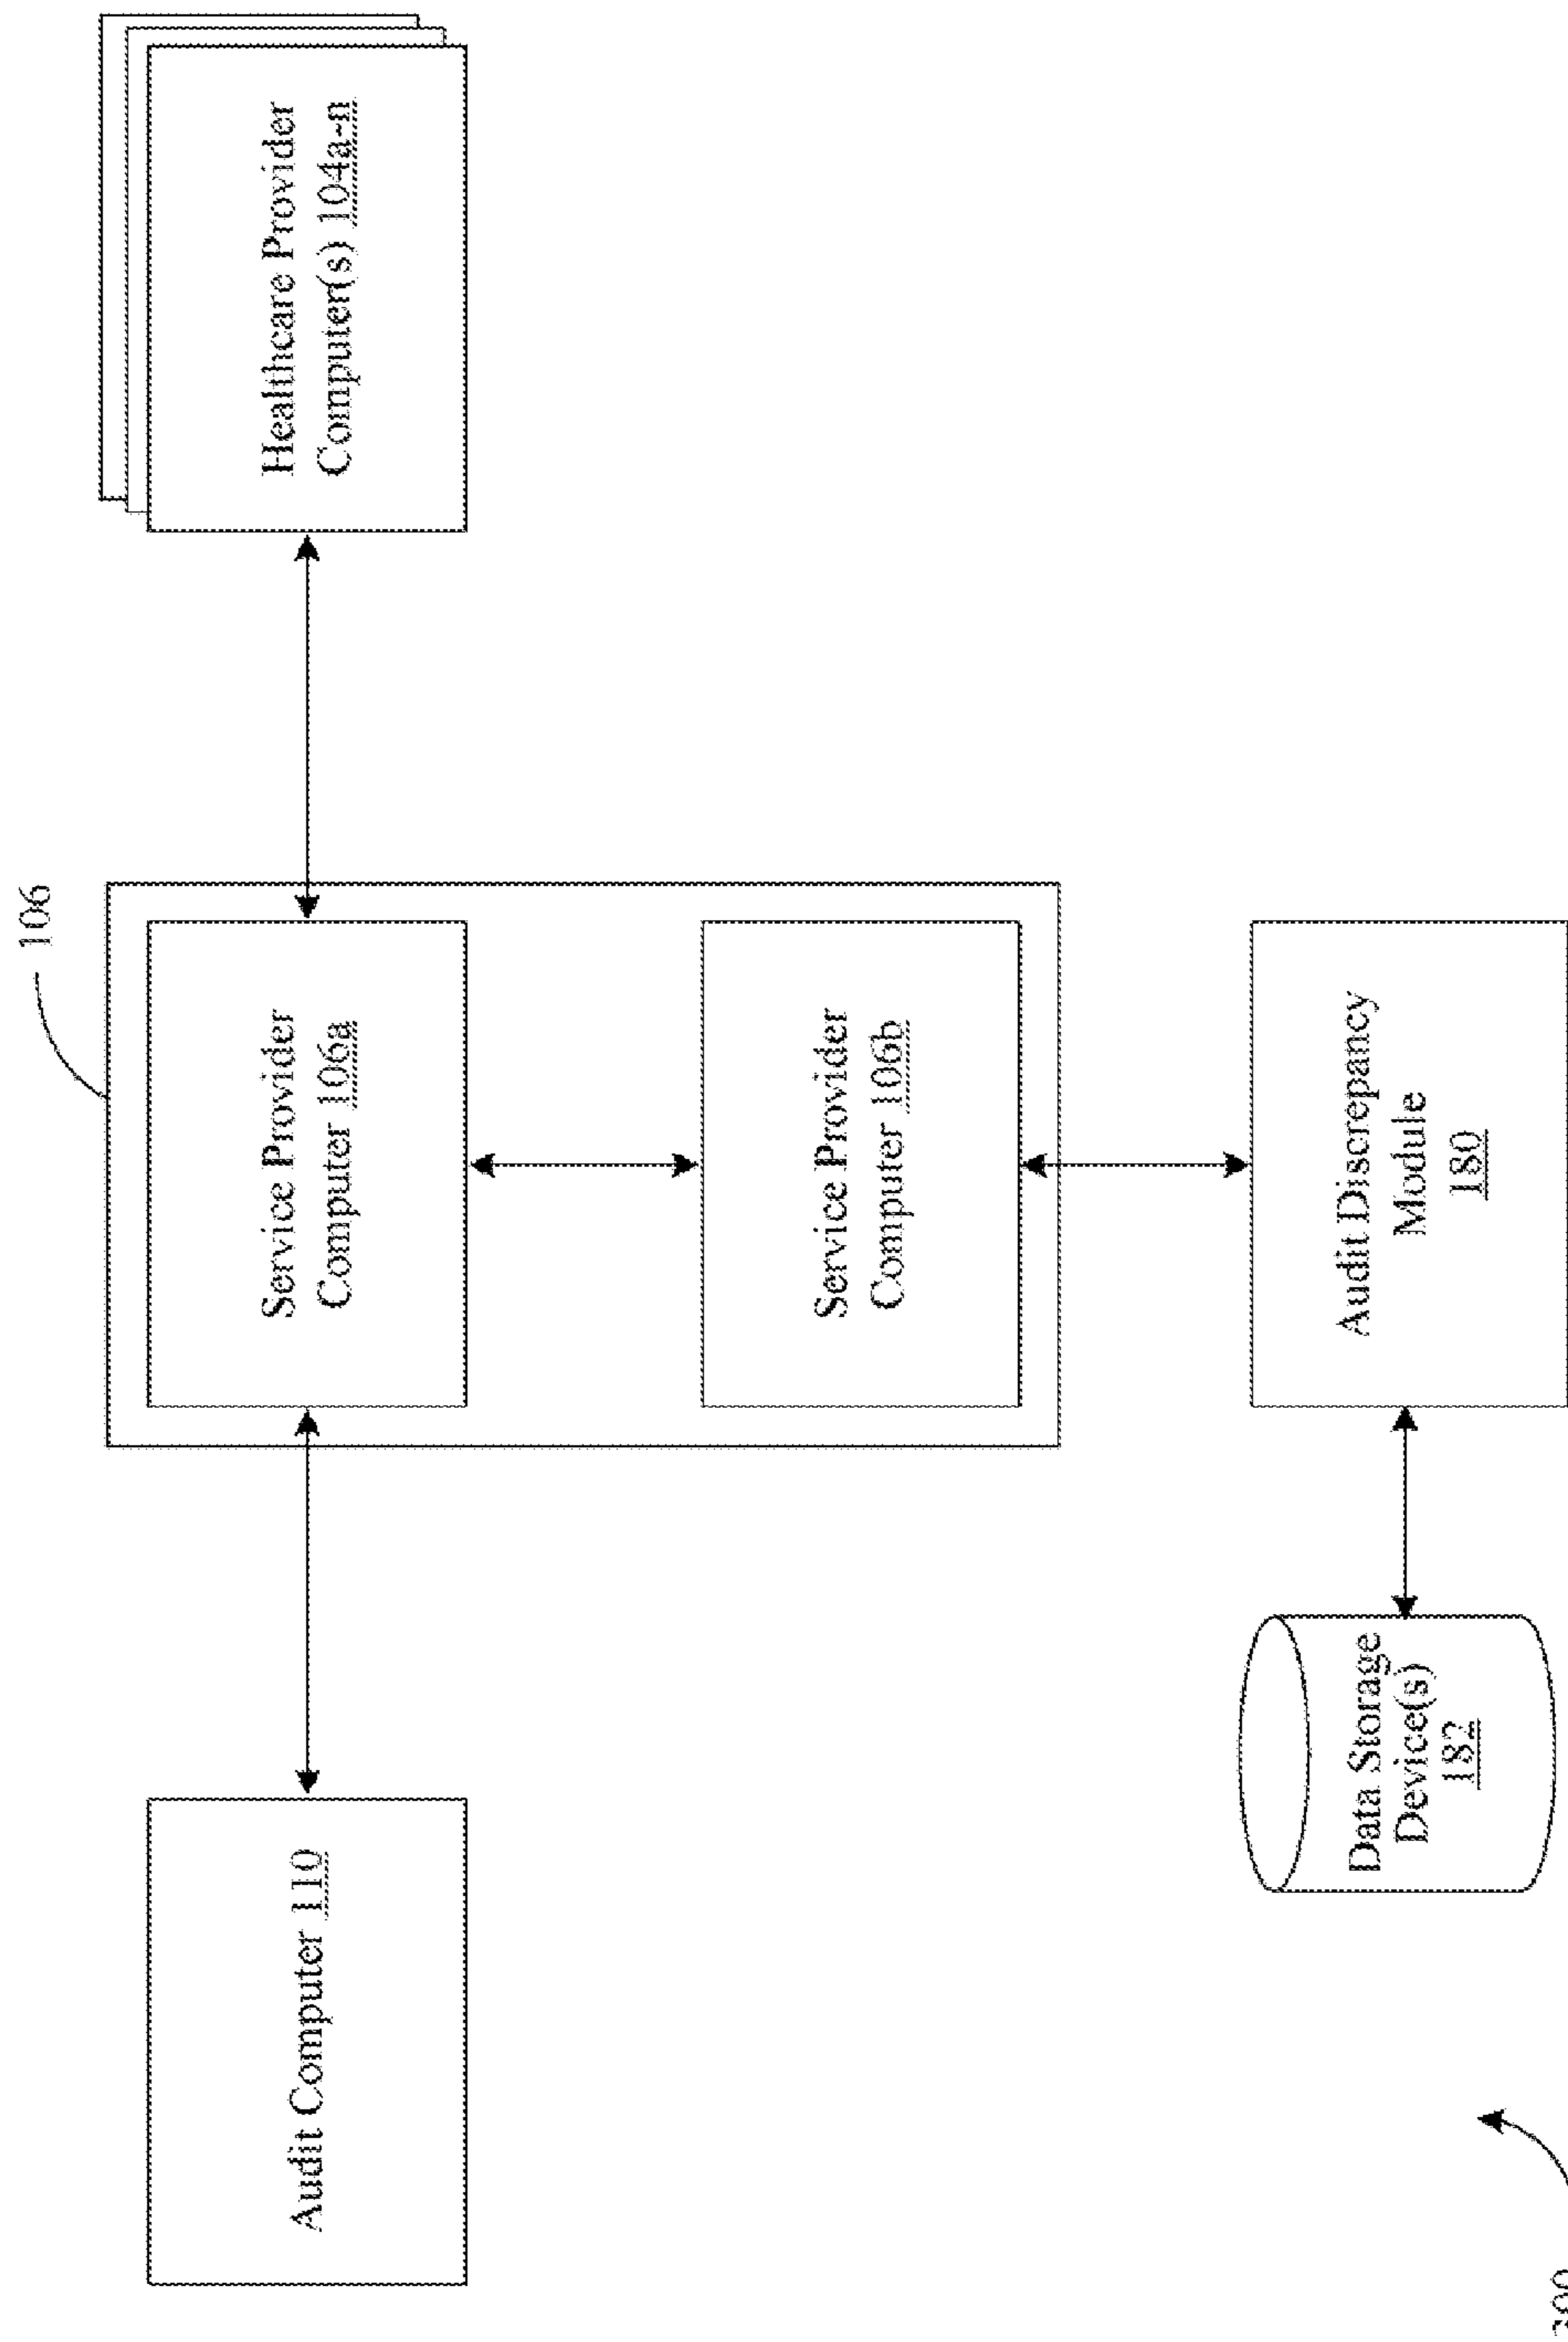 106
Audit Computer 110
Service Provider
Computer 106a
Healthcare Provider
Computer(s) 104a-n
Service Provider
Computer 106b
Data Storage
Device(s)
182
Audit Discrepancy
Module
180